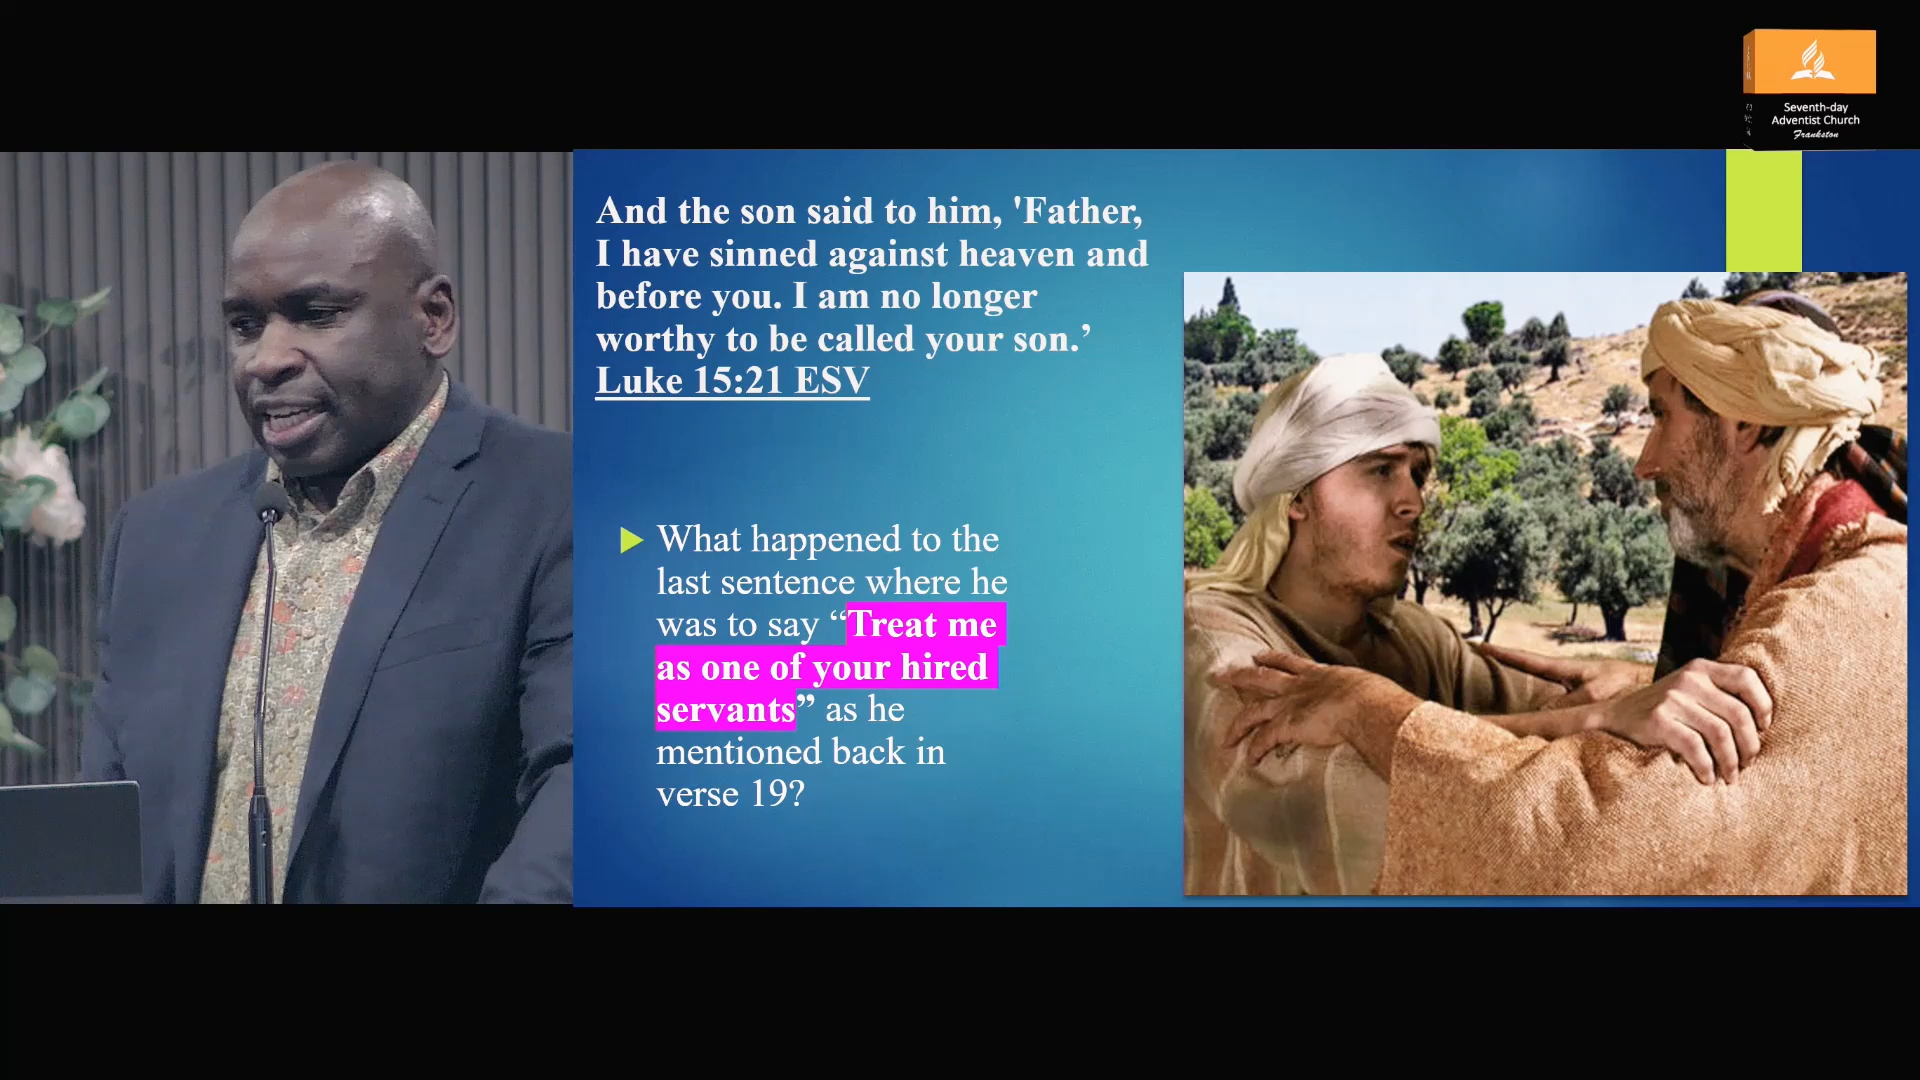 Seventh-day
Adventist Church
Frankston
And the son said to him, 'Father,
I have sinned against heaven and
before you. I am no longer
worthy to be called your son.’
Luke 15:21 ESV
What happened to the
last sentence where he
was to say “Treat me
as one of your hired
servants” as he
mentioned back in
verse 19?